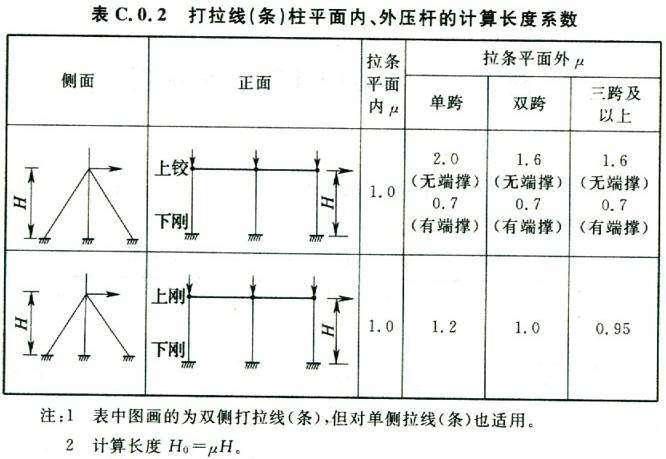 表 C.0.2 打拉线(条)柱平面内、外压杆的计算长度系数
侧面
正面
拉条平面内 μ
拉条平面外 μ
单跨
双跨
三跨及以上
H
上铰
下刚
H
1.0
2.0
(无端撑)
0.7
(有端撑)
1.6
(无端撑)
0.7
(有端撑)
1.6
(无端撑)
0.7
(有端撑)
H
上刚
下刚
H
1.0
1.2
1.0
0.95
注:1 表中图画的为双侧打拉线(条),但对单侧拉线(条)也适用。
2 计算长度 H₀=μH。